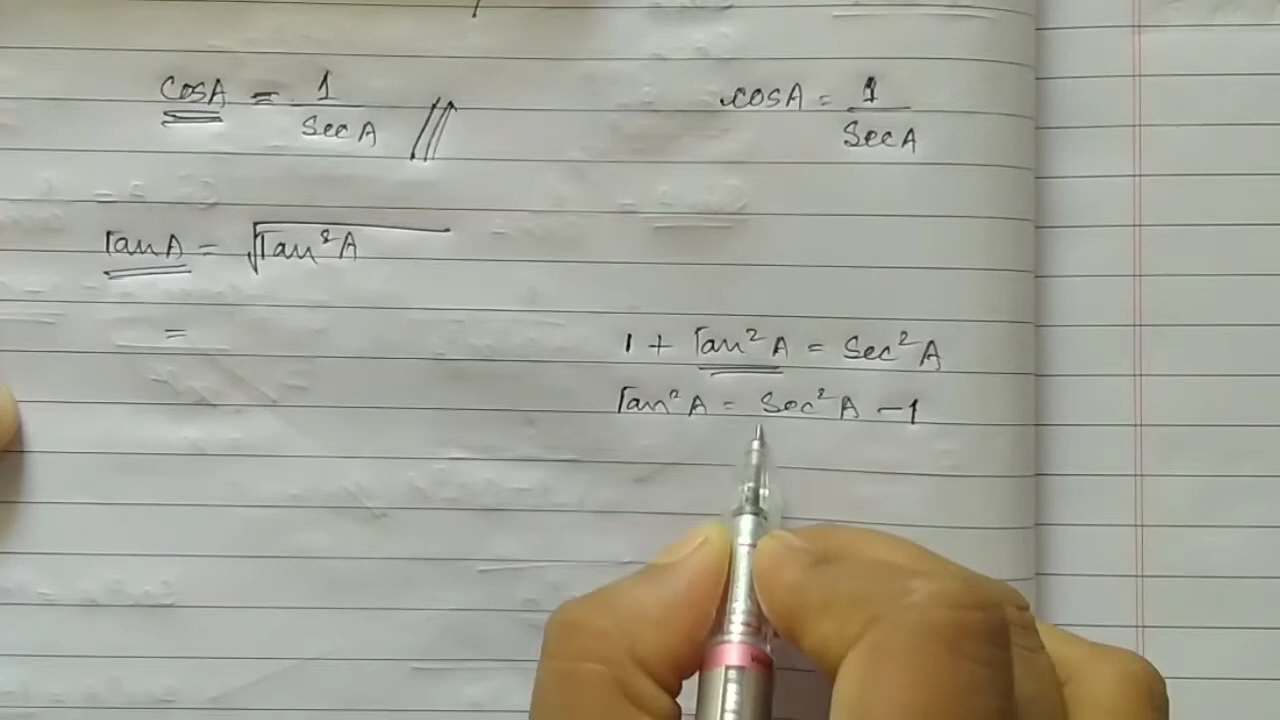 cosA = 1/SecA
cosA = 1/SecA
TanA = √Tan²A
=
1 + Tan²A = Sec²A
Tan²A = Sec²A - 1